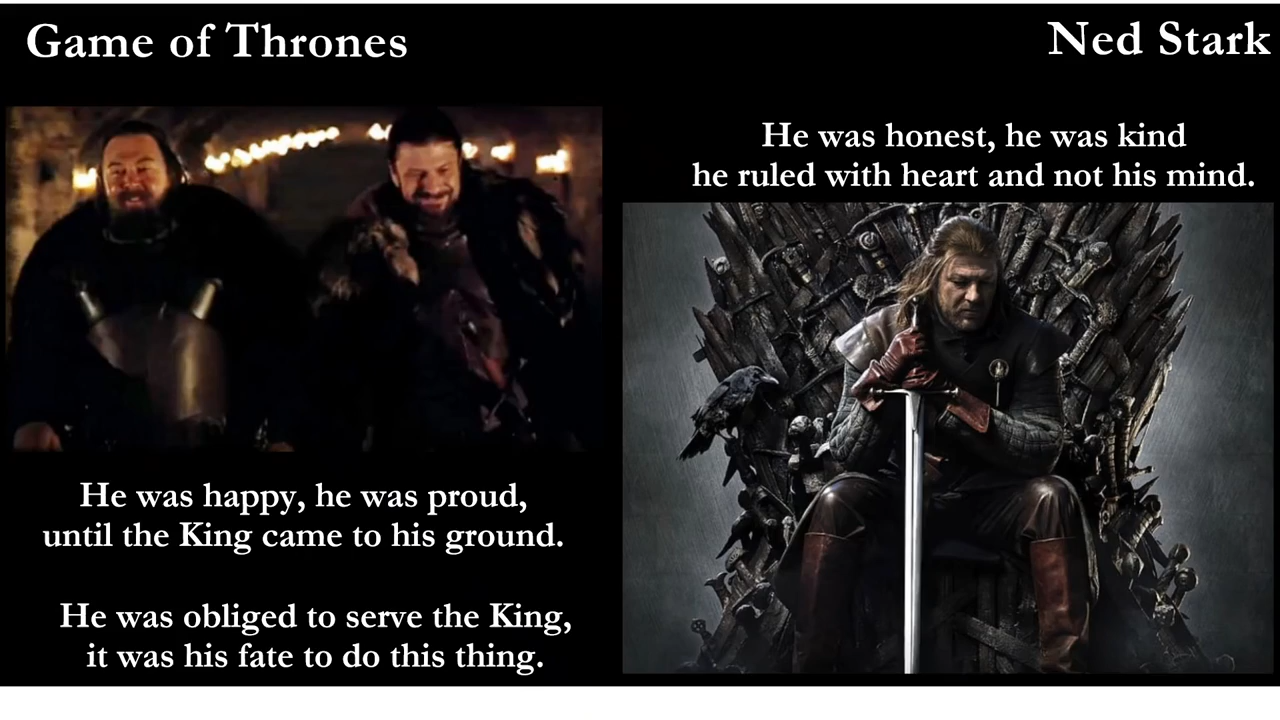 Game of Thrones
Ned Stark
He was honest, he was kind
he ruled with heart and not his mind.
He was happy, he was proud,
until the King came to his ground.
He was obliged to serve the King,
it was his fate to do this thing.